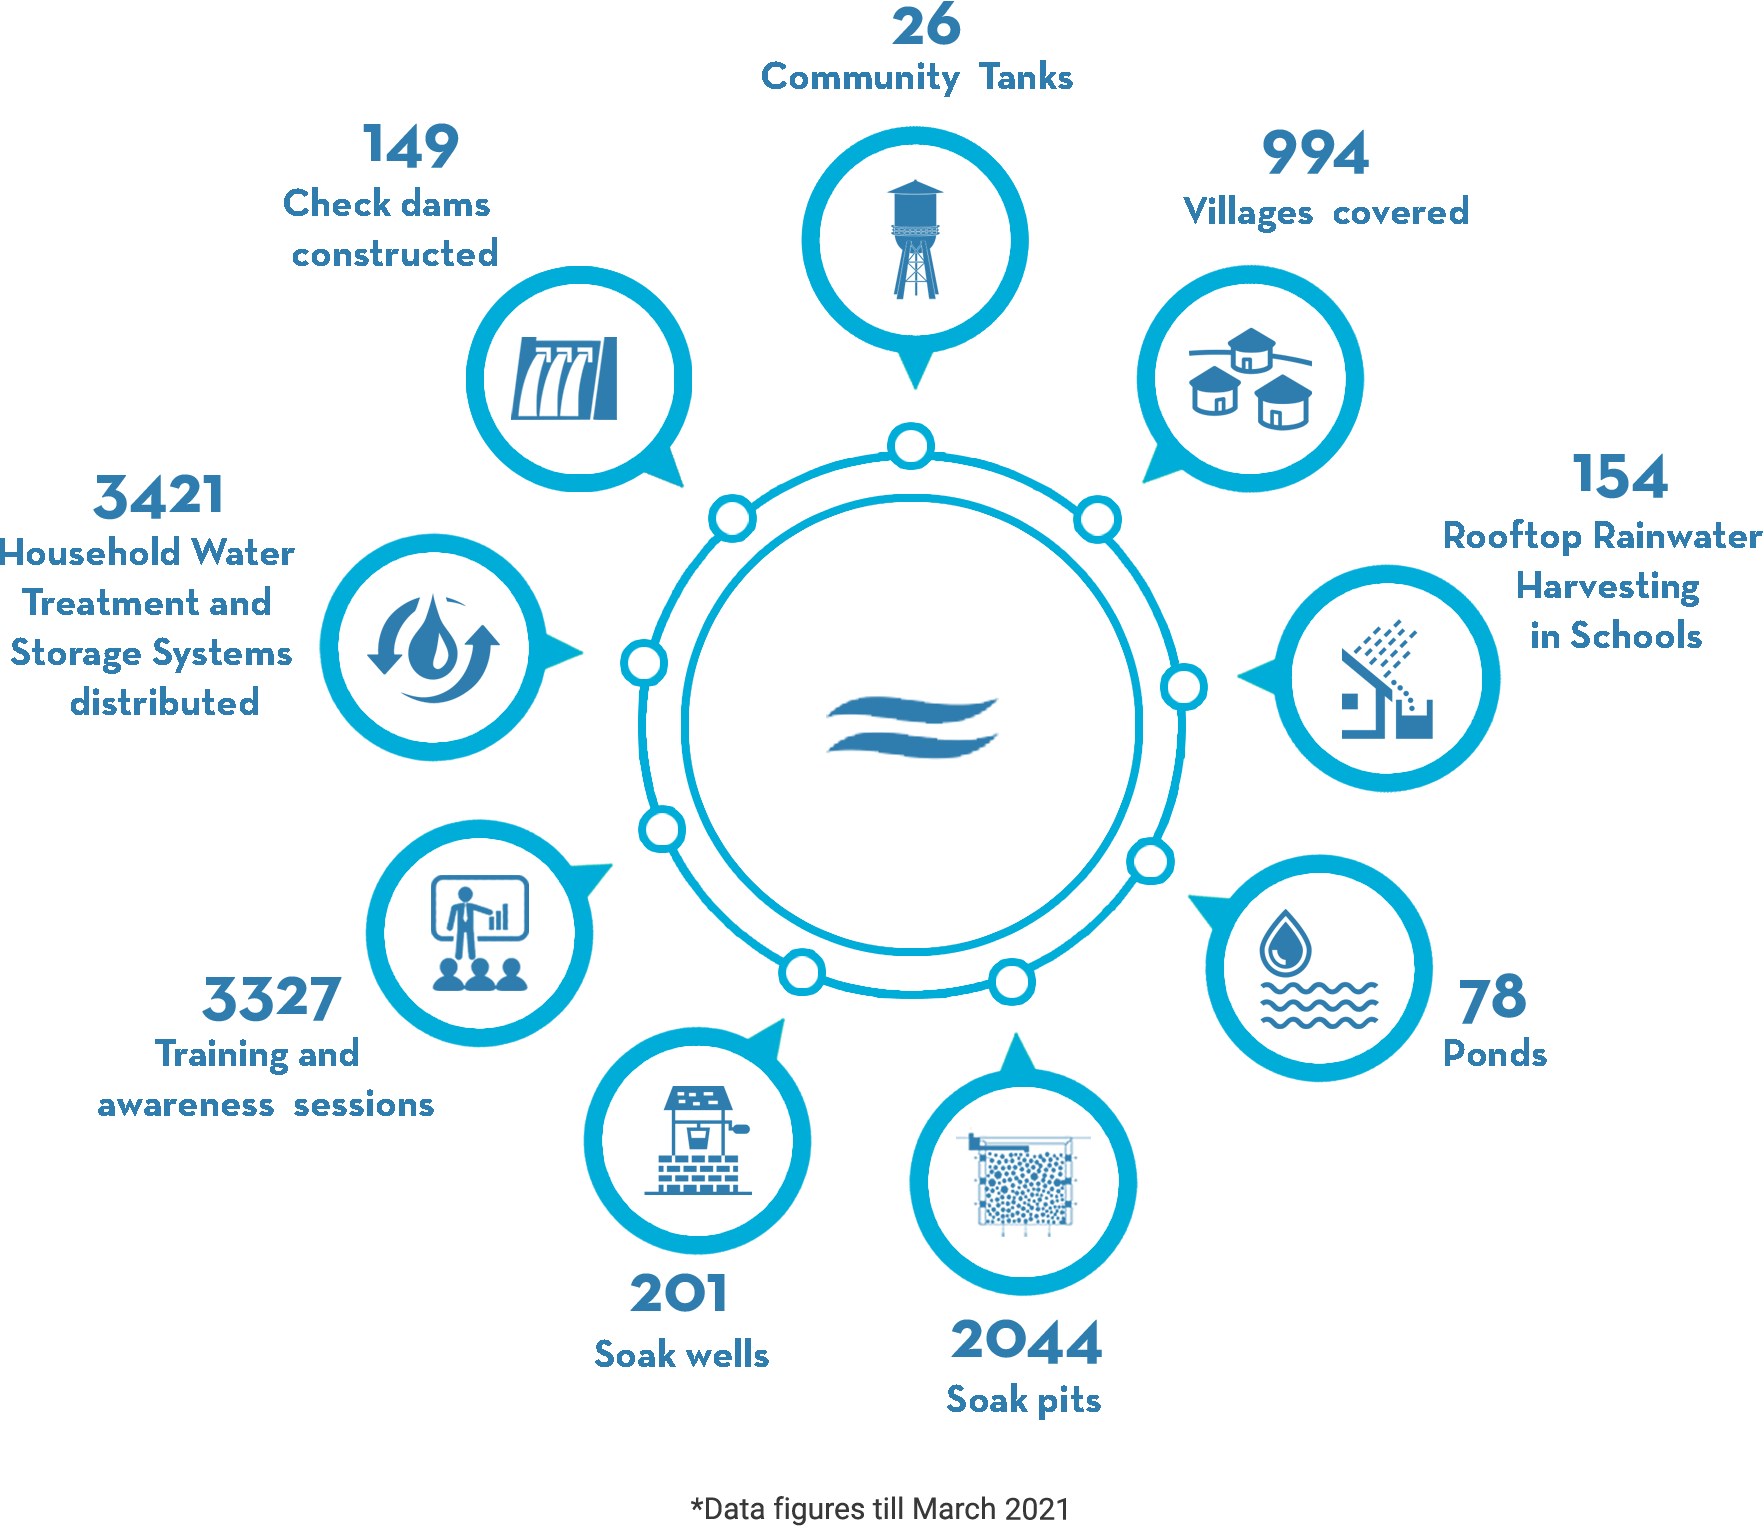 26
Community Tanks
994
Villages covered
154
Rooftop Rainwater
Harvesting
in Schools
78
Ponds
2044
Soak pits
201
Soak wells
3327
Training and
awareness sessions
3421
Household Water
Treatment and
Storage Systems
distributed
149
Check dams
constructed
*Data figures till March 2021